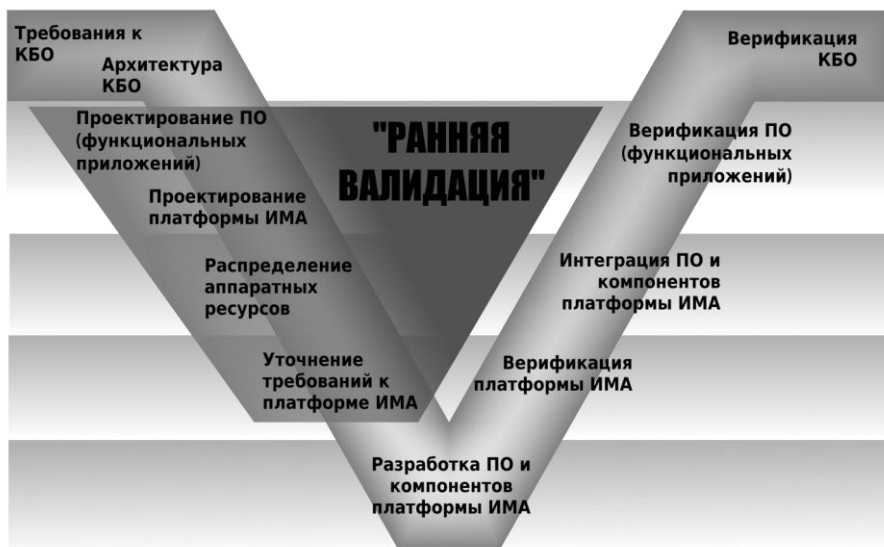 Требования к
КБО
Архитектура
КБО
Проектирование ПО
(функциональных
приложений)
Проектирование
платформы ИМА
Распределение
аппаратных
ресурсов
Уточнение
требований к
платформе ИМА
"РАННЯЯ
ВАЛИДАЦИЯ"
Разработка ПО и
компонентов
платформы ИМА
Верификация
платформы ИМА
Интеграция ПО и
компонентов
платформы ИМА
Верификация ПО
(функциональных
приложений)
Верификация
КБО